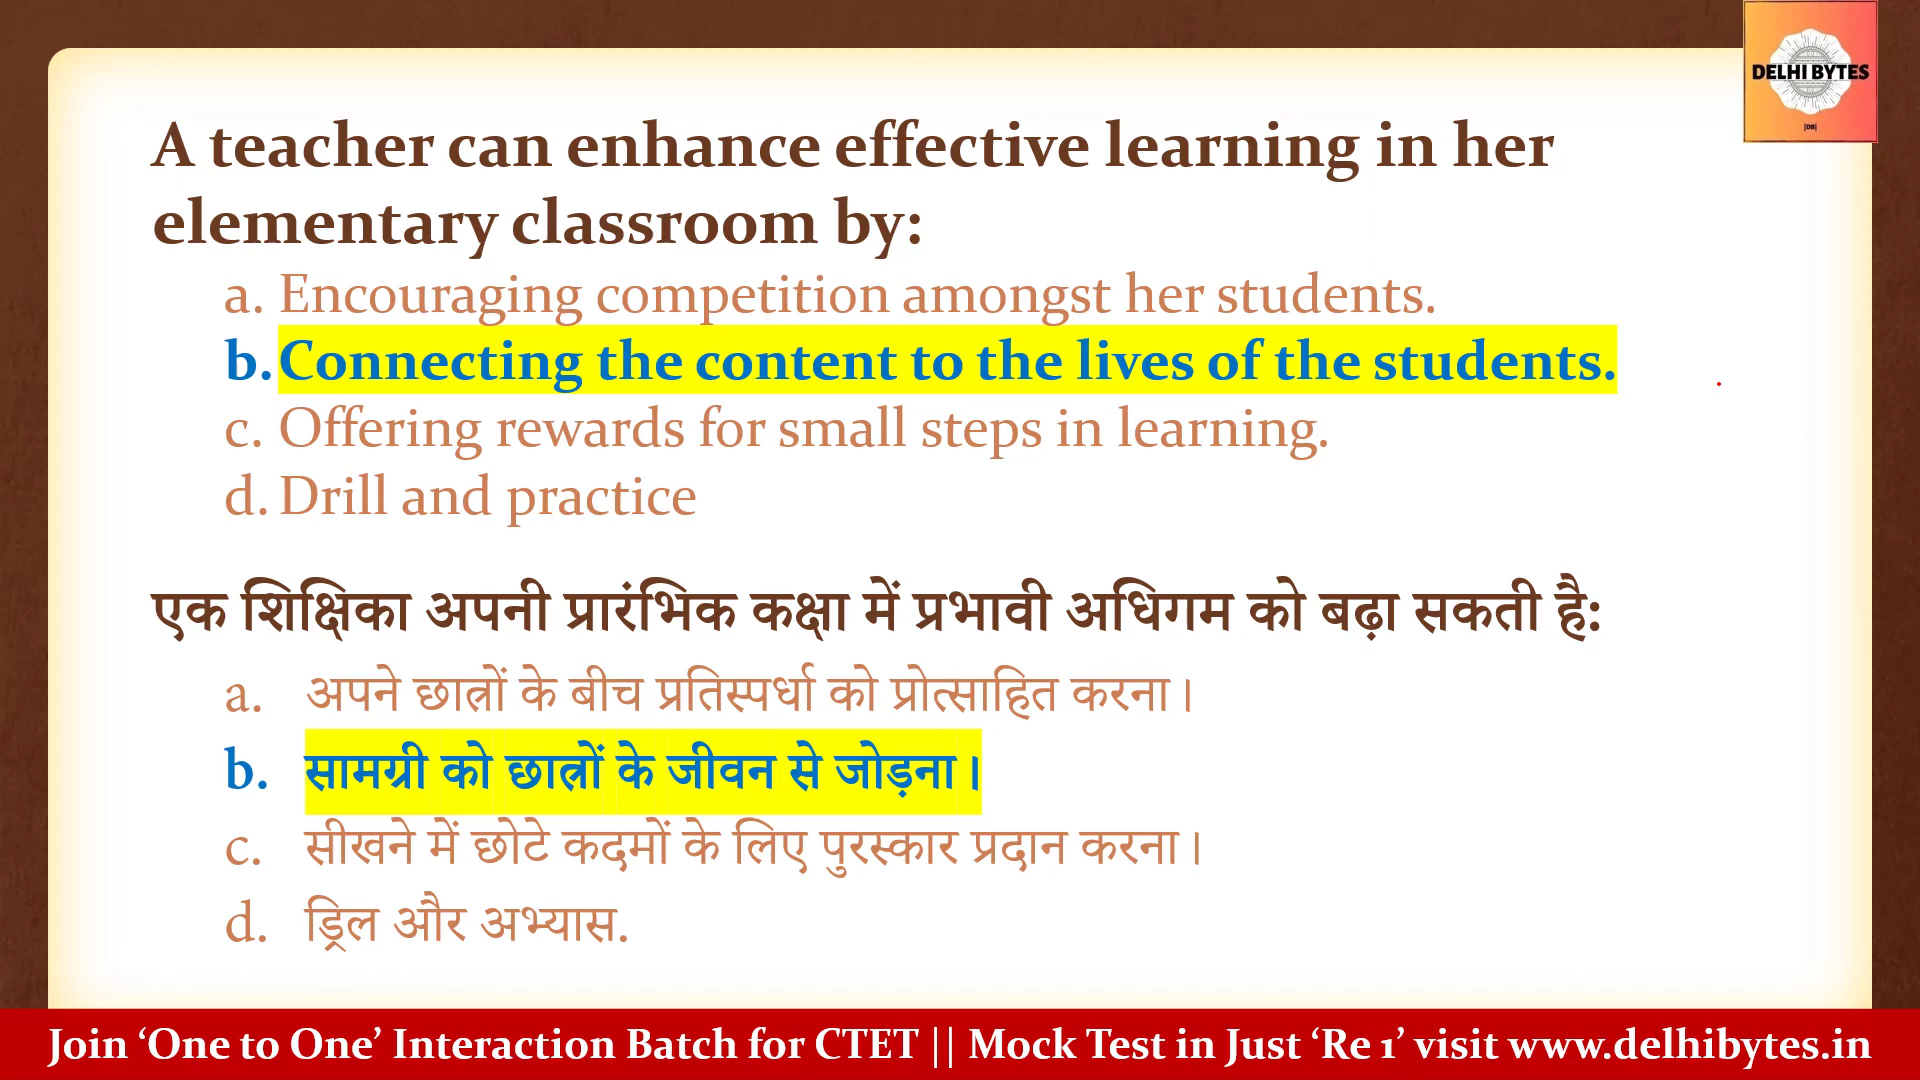 DELHI BYTES
|DB|
A teacher can enhance effective learning in her
elementary classroom by:
a. Encouraging competition amongst her students.
b. Connecting the content to the lives of the students.
c. Offering rewards for small steps in learning.
d. Drill and practice
एक शिक्षिका अपनी प्रारंभिक कक्षा में प्रभावी अधिगम को बढ़ा सकती है:
a. अपने छात्रों के बीच प्रतिस्पर्धा को प्रोत्साहित करना।
b. सामग्री को छात्रों के जीवन से जोड़ना।
c. सीखने में छोटे कदमों के लिए पुरस्कार प्रदान करना।
d. ड्रिल और अभ्यास.
Join ‘One to One’ Interaction Batch for CTET || Mock Test in Just ‘Re 1’ visit www.delhibytes.in